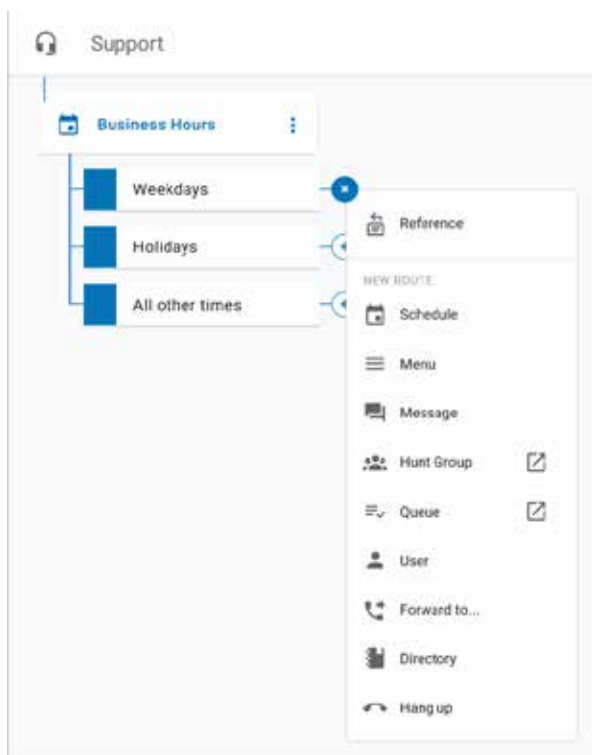 Support
Business Hours
Weekdays
Holidays
All other times
Reference
NEW ROUTE
Schedule
Menu
Message
Hunt Group
Queue
User
Forward to...
Directory
Hang up